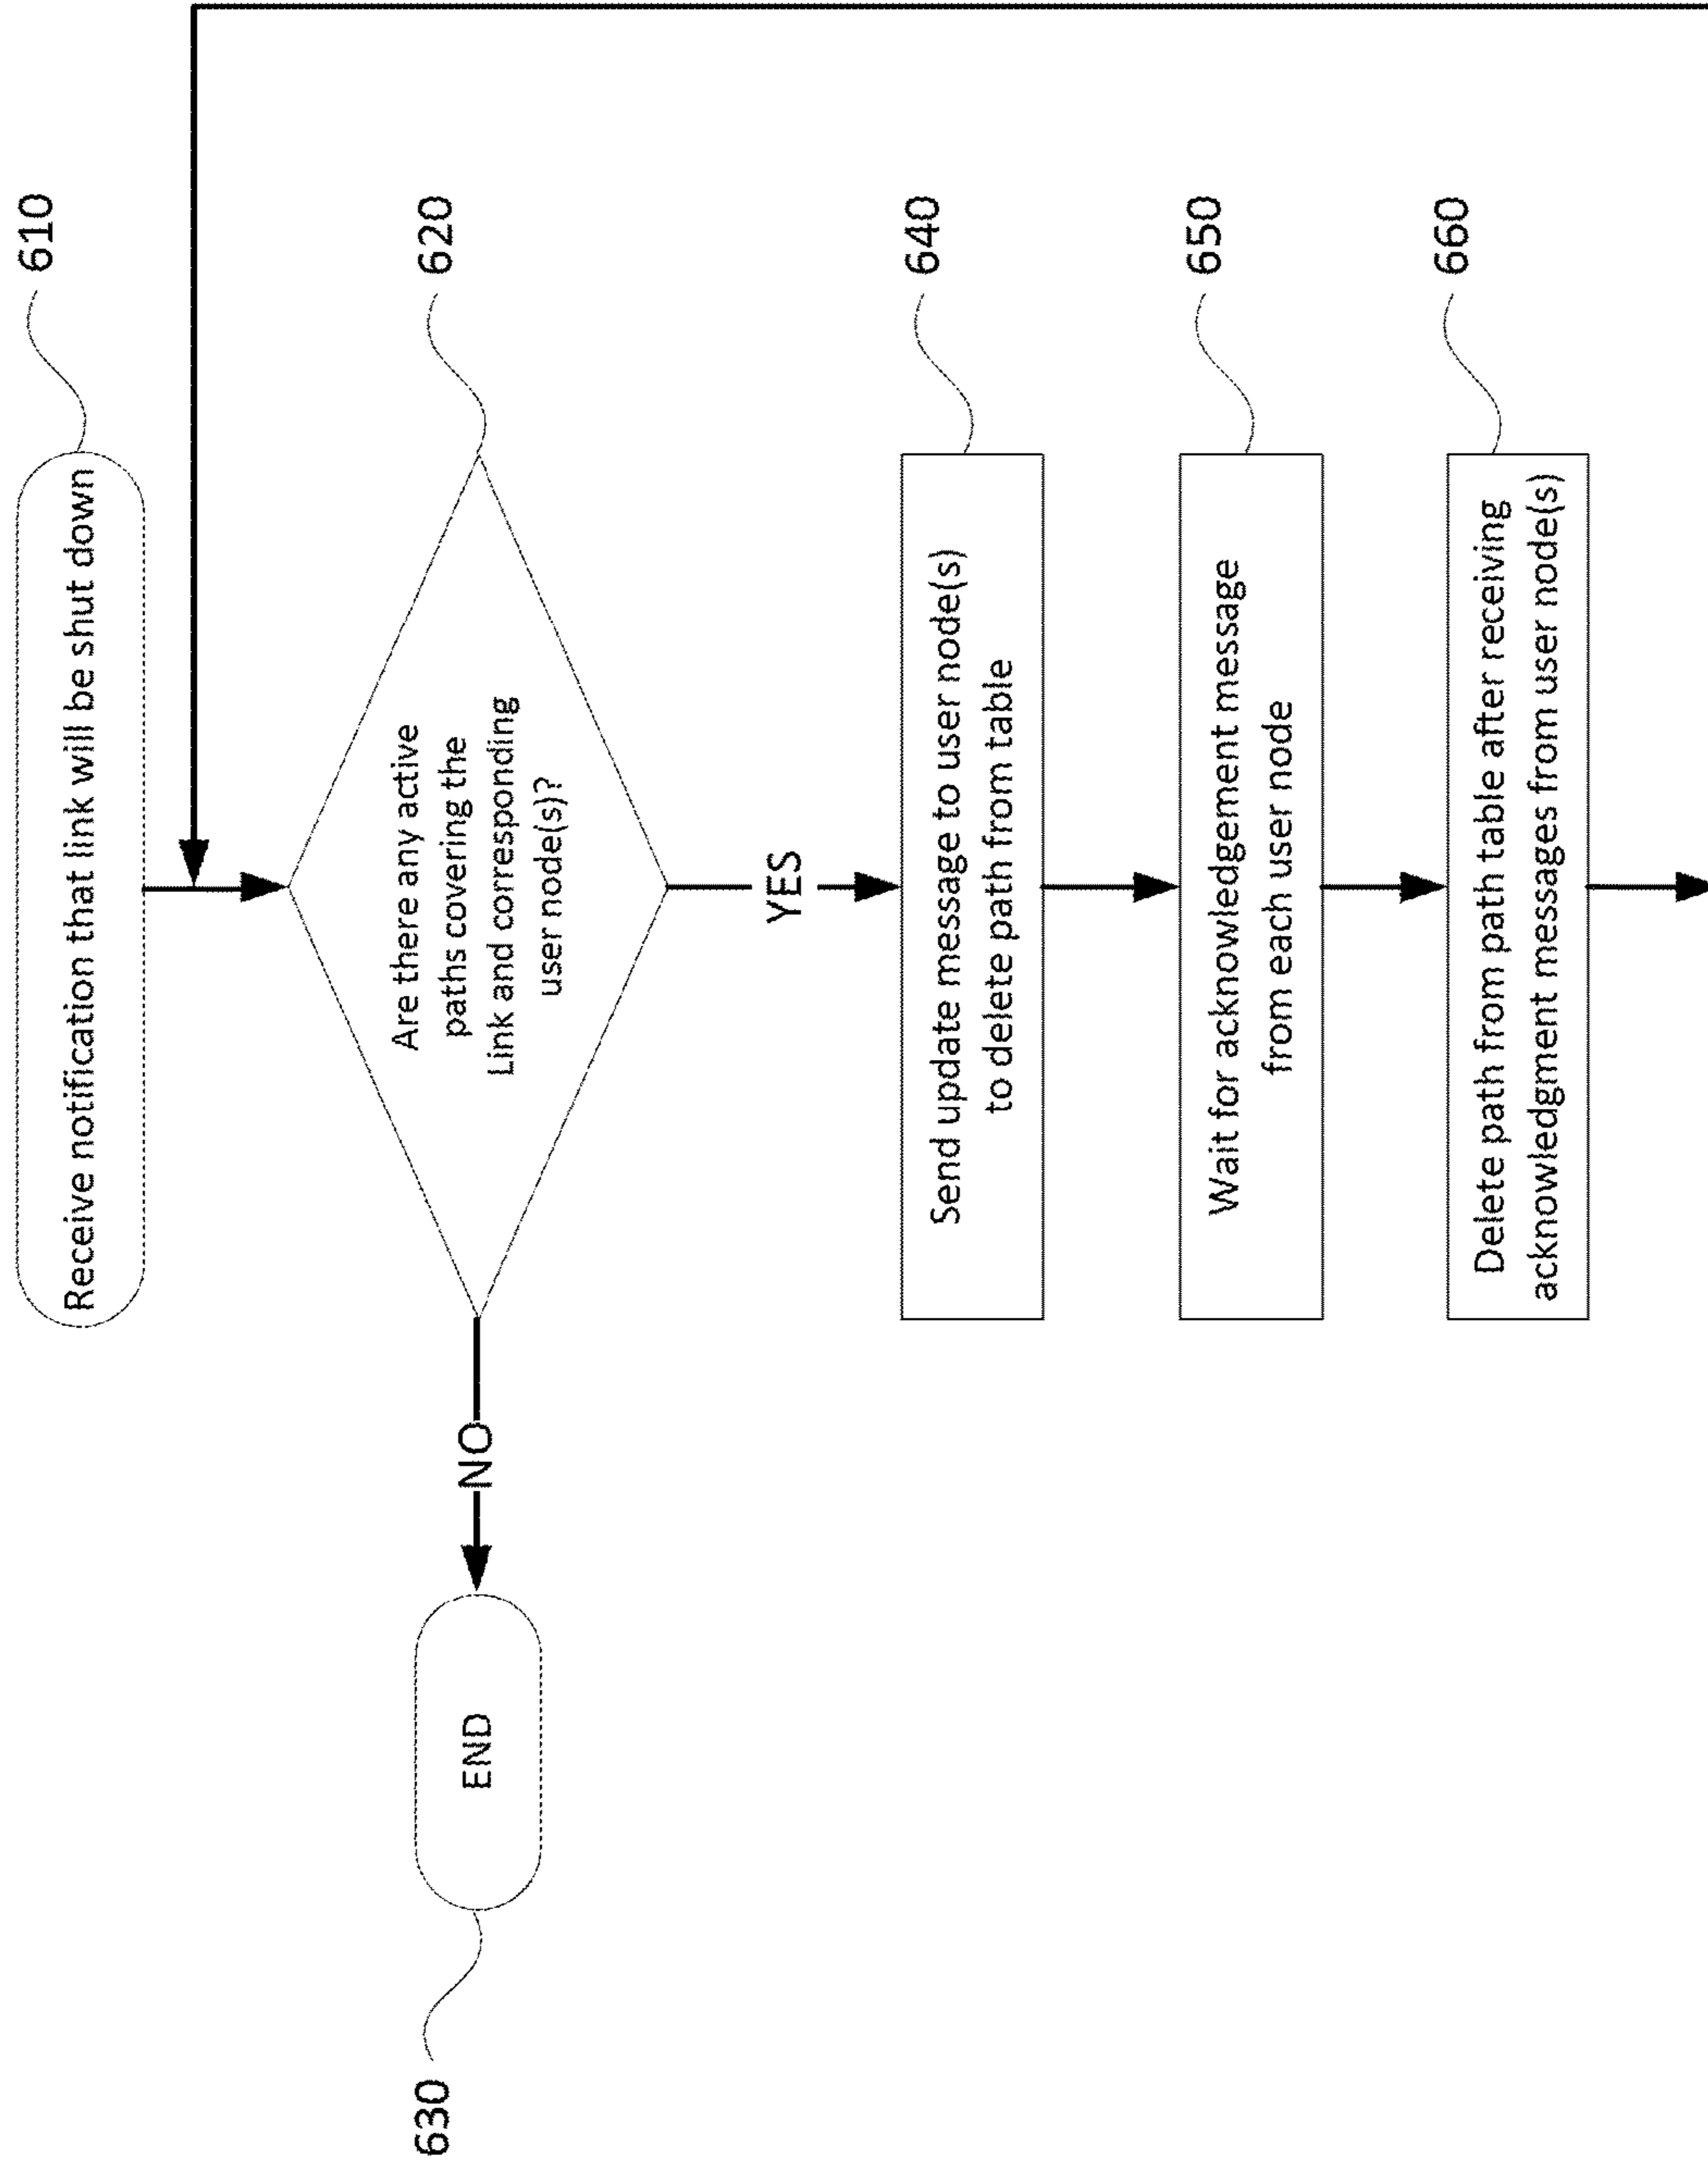 610
Receive notification that link will be shut down
620
Are there any active
paths covering the
Link and corresponding
user node(s)?
NO
END
630
YES
640
Send update message to user node(s)
to delete path from table
650
Wait for acknowledgement message
from each user node
660
Delete path from path table after receiving
acknowledgment messages from user node(s)